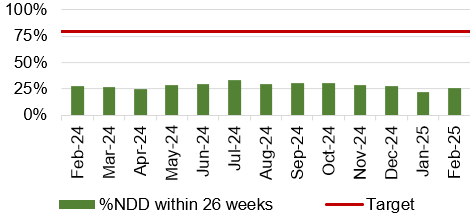 100%
75%
50%
25%
0%
Feb-24
Mar-24
Apr-24
May-24
Jun-24
Jul-24
Aug-24
Sep-24
Oct-24
Nov-24
Dec-24
Jan-25
Feb-25
%NDD within 26 weeks
Target